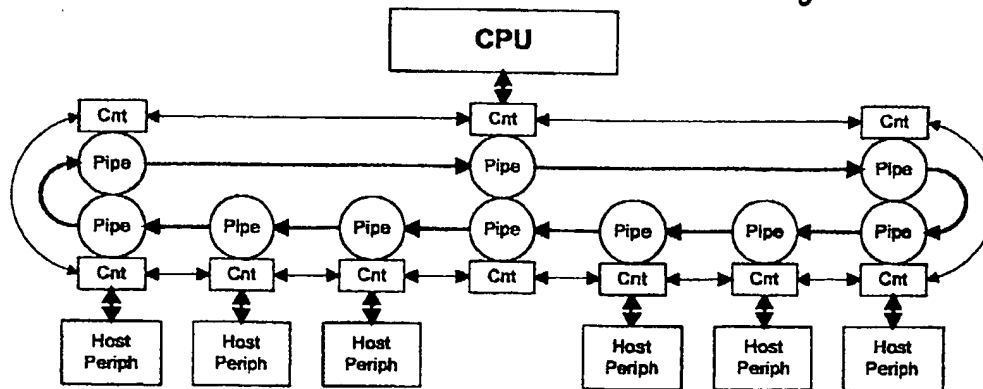 CPU
Cnt Cnt Cnt
Pipe Pipe Pipe
Pipe Pipe Pipe Pipe Pipe Pipe Pipe
Cnt Cnt Cnt Cnt Cnt Cnt Cnt
Host Host Host Host Host Host
Periph Periph Periph Periph Periph Periph